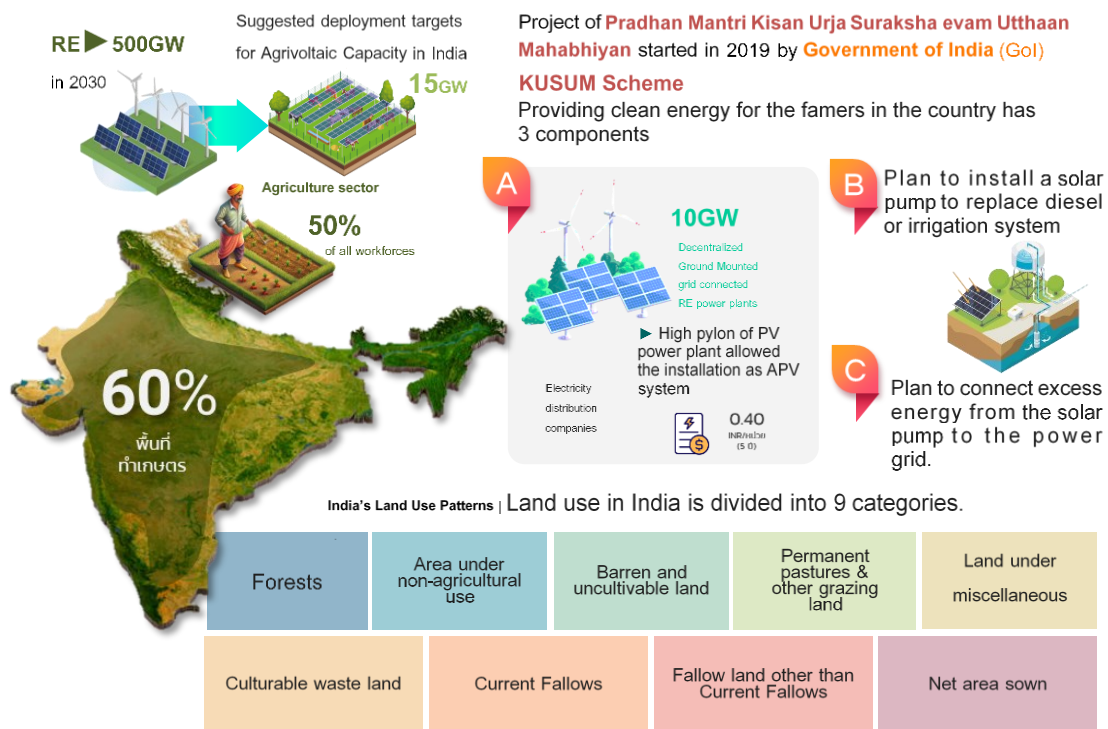 RE▶500GW
in 2030
Suggested deployment targets
for Agrivoltaic Capacity in India
15GW
Agriculture sector
50%
of all workforces
60%
พื้นที่
ทำเกษตร
Project of Pradhan Mantri Kisan Urja Suraksha evam Utthaan
Mahabhiyan started in 2019 by Government of India (GoI)
KUSUM Scheme
Providing clean energy for the famers in the country has
3 components
A
10GW
Decentralized
Ground Mounted
grid connected
RE power plants
▶ High pylon of PV
power plant allowed
the installation as APV
system
Electricity
distribution
companies
0.40
INR/หน่วย
(5 ปี)
B
Plan to install a solar
pump to replace diesel
or irrigation system
C
Plan to connect excess
energy from the solar
pump to the power
grid.
India's Land Use Patterns | Land use in India is divided into 9 categories.
Forests
Area under
non-agricultural
use
Barren and
uncultivable land
Permanent
pastures &
other grazing
land
Land under
miscellaneous
Culturable waste land
Current Fallows
Fallow land other than
Current Fallows
Net area sown